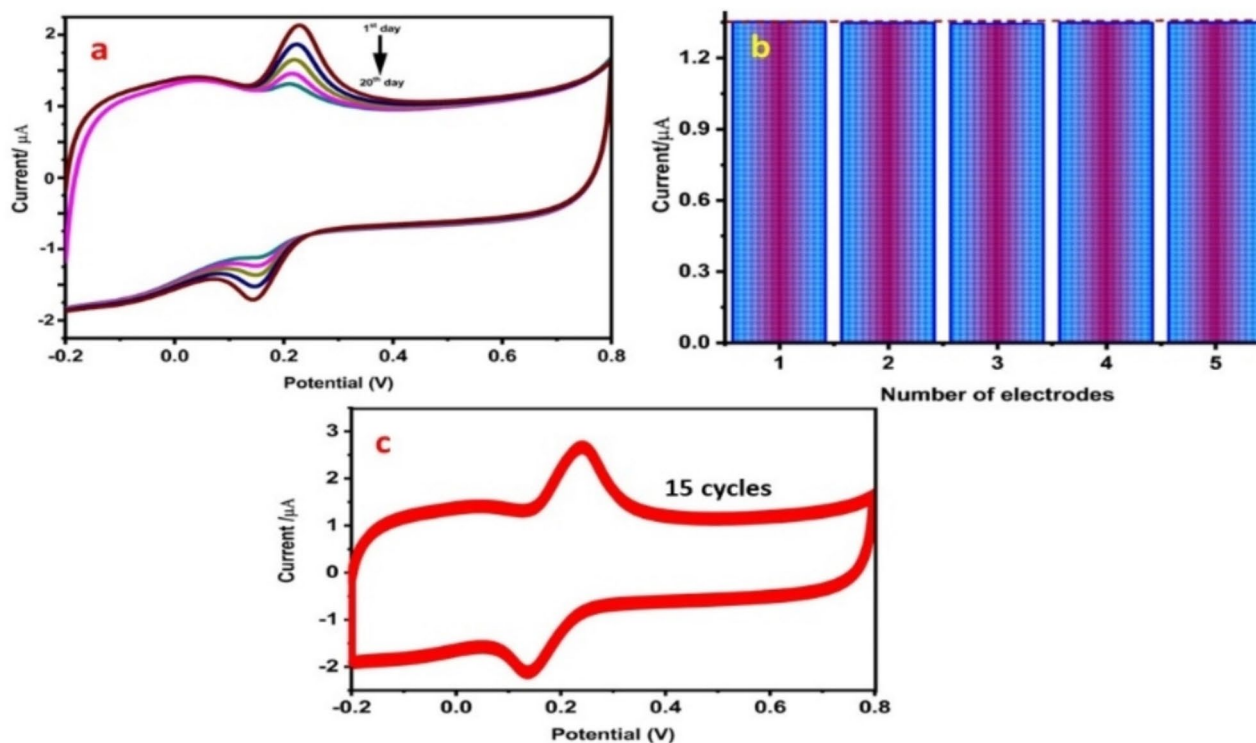 a
1st day
20th day
2
1
0
-1
-2
Current/ μA
-0.2 0.0 0.2 0.4 0.6 0.8
Potential (V)
b
1.2
0.9
0.6
0.3
0.0
Current/μA
1 2 3 4 5
Number of electrodes
c
15 cycles
3
2
1
0
-1
-2
Current /μA
-0.2 0.0 0.2 0.4 0.6 0.8
Potential (V)